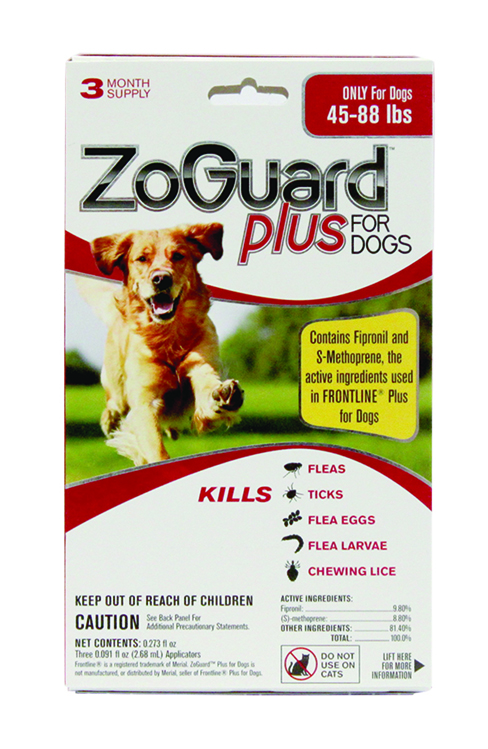 3 MONTH
SUPPLY
ONLY For Dogs
45-88 lbs
ZoGuard™
plus FOR
DOGS
Contains Fipronil and
S-Methoprene, the
active ingredients used
in FRONTLINE® Plus
for Dogs
KILLS
FLEAS
TICKS
FLEA EGGS
FLEA LARVAE
CHEWING LICE
KEEP OUT OF REACH OF CHILDREN
CAUTION See Back Panel For
Additional Precautionary Statements.
NET CONTENTS: 0.273 fl oz
Three 0.091 fl oz (2.68 mL) Applicators
Frontline® is a registered trademark of Merial. ZoGuard™ Plus for Dogs is
not manufactured, or distributed by Merial, seller of Frontline® Plus for Dogs.
ACTIVE INGREDIENTS:
Fipronil: 9.80%
(S)-methoprene: 8.80%
OTHER INGREDIENTS: 81.40%
TOTAL: 100.0%
DO NOT
USE ON
CATS
LIFT HERE
FOR MORE
INFORMATION